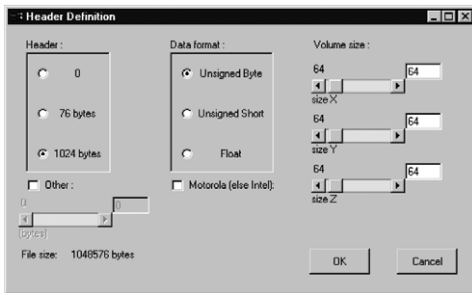 Header Definition
Header :
0
76 bytes
1024 bytes
Other :
0
0
(bytes)
File size: 1048576 bytes
Data format :
Unsigned Byte
Unsigned Short
Float
Motorola (else Intel):
Volume size :
64
64
size X
64
64
size Y
64
64
size Z
OK
Cancel